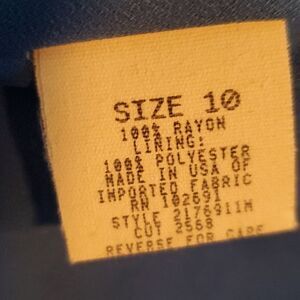 SIZE 10
100% RAYON
LINING:
100% POLYESTER
MADE IN USA OF
IMPORTED FABRIC
RN 102691
STYLE 2176911M
CUT 2568
REVERSE FOR CARE